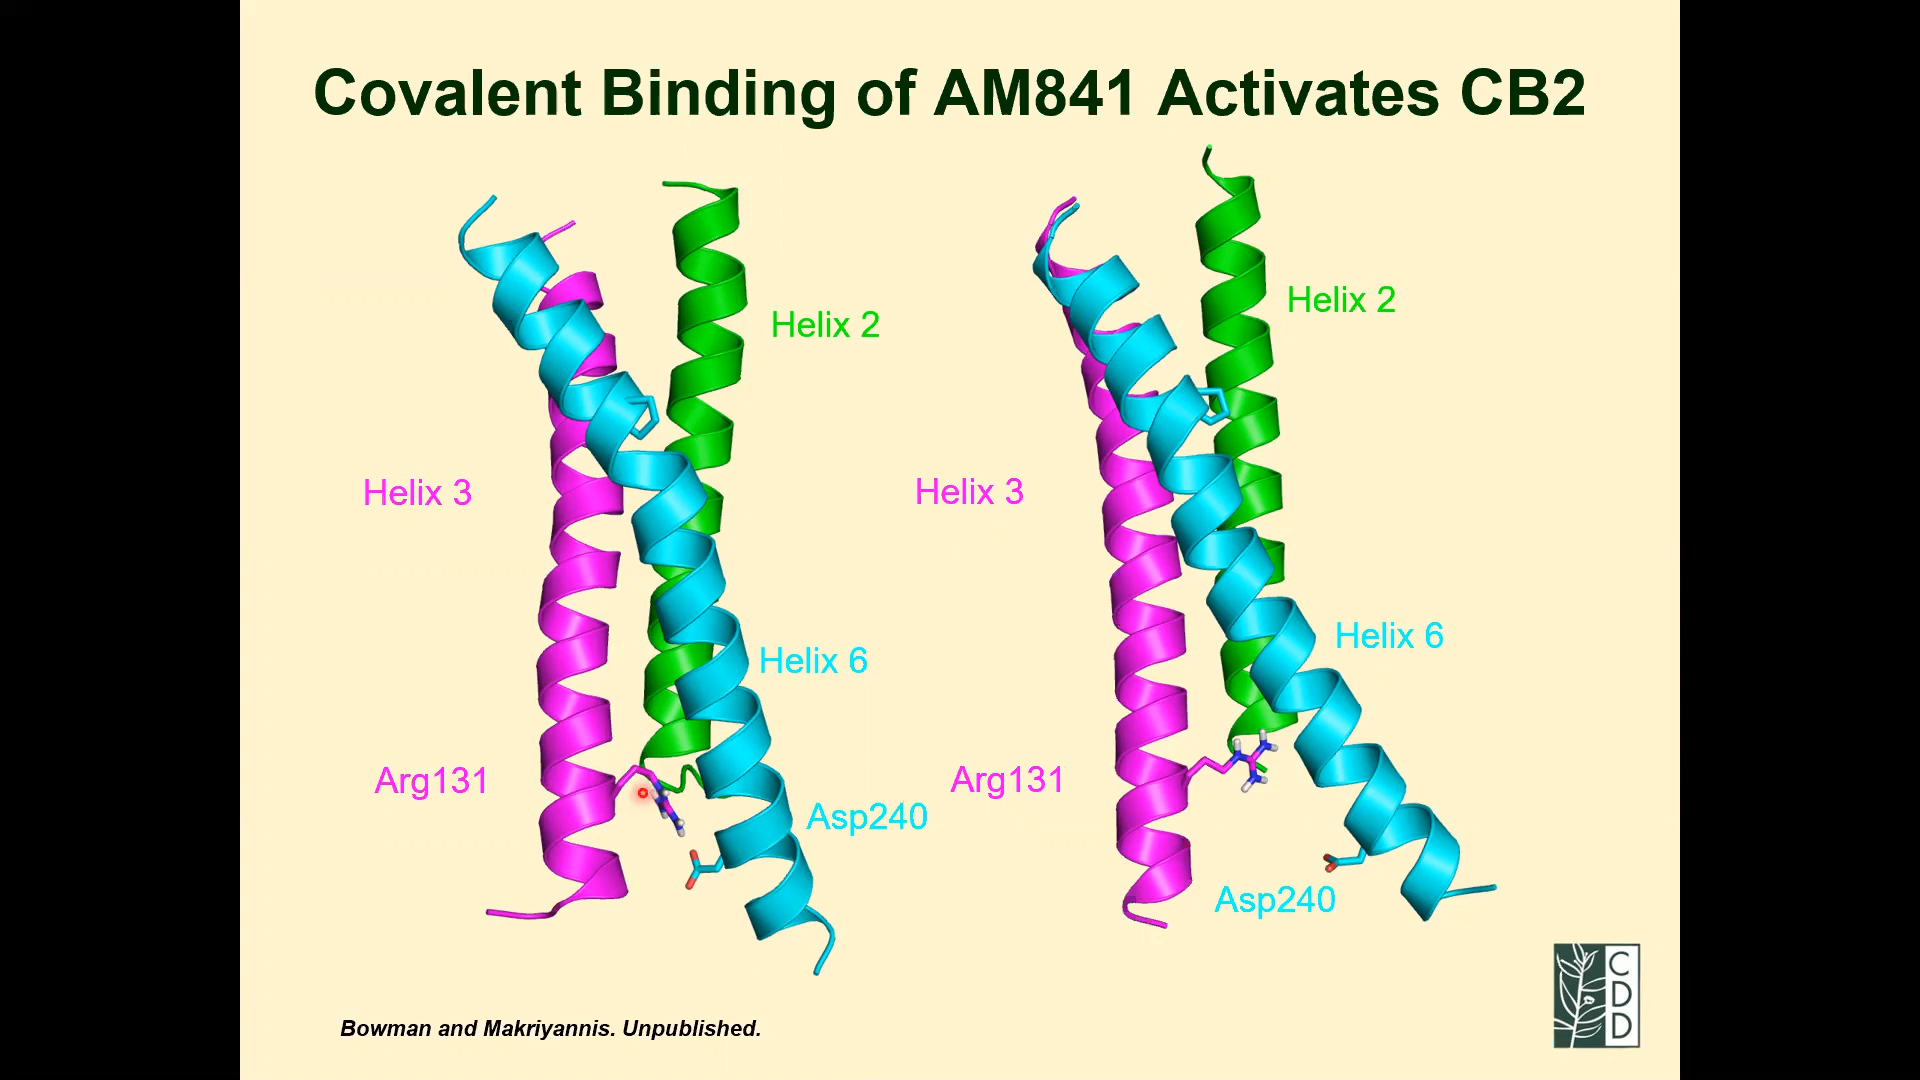 Covalent Binding of AM841 Activates CB2
Helix 2
Helix 3
Helix 6
Arg131
Asp240
Helix 2
Helix 3
Helix 6
Arg131
Asp240
Bowman and Makriyannis. Unpublished.
C
D
D